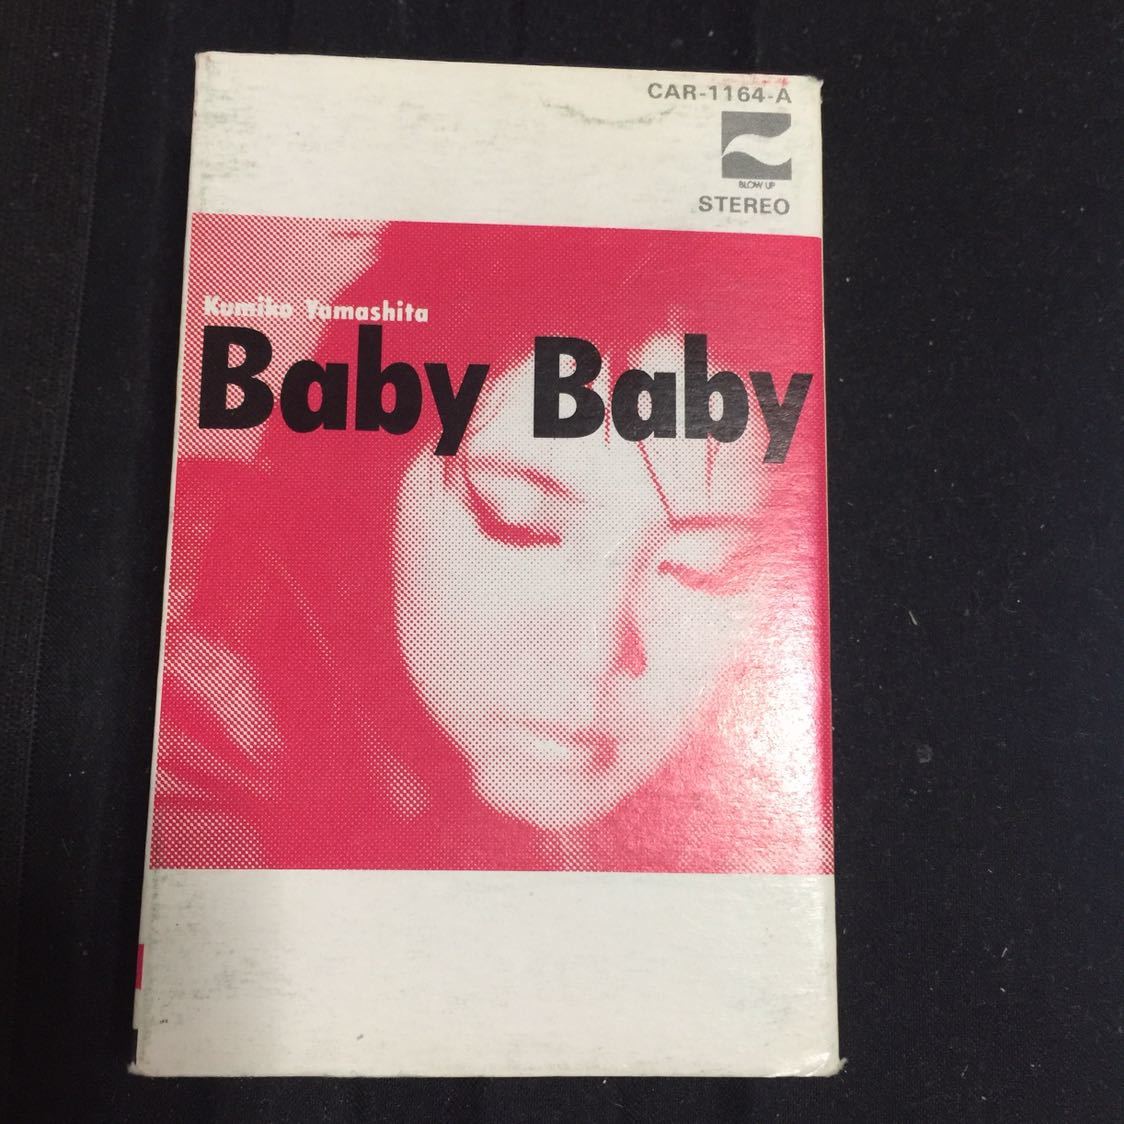 CAR-1164-A
BLOW UP
STEREO
Kumiko Yamashita
Baby Baby